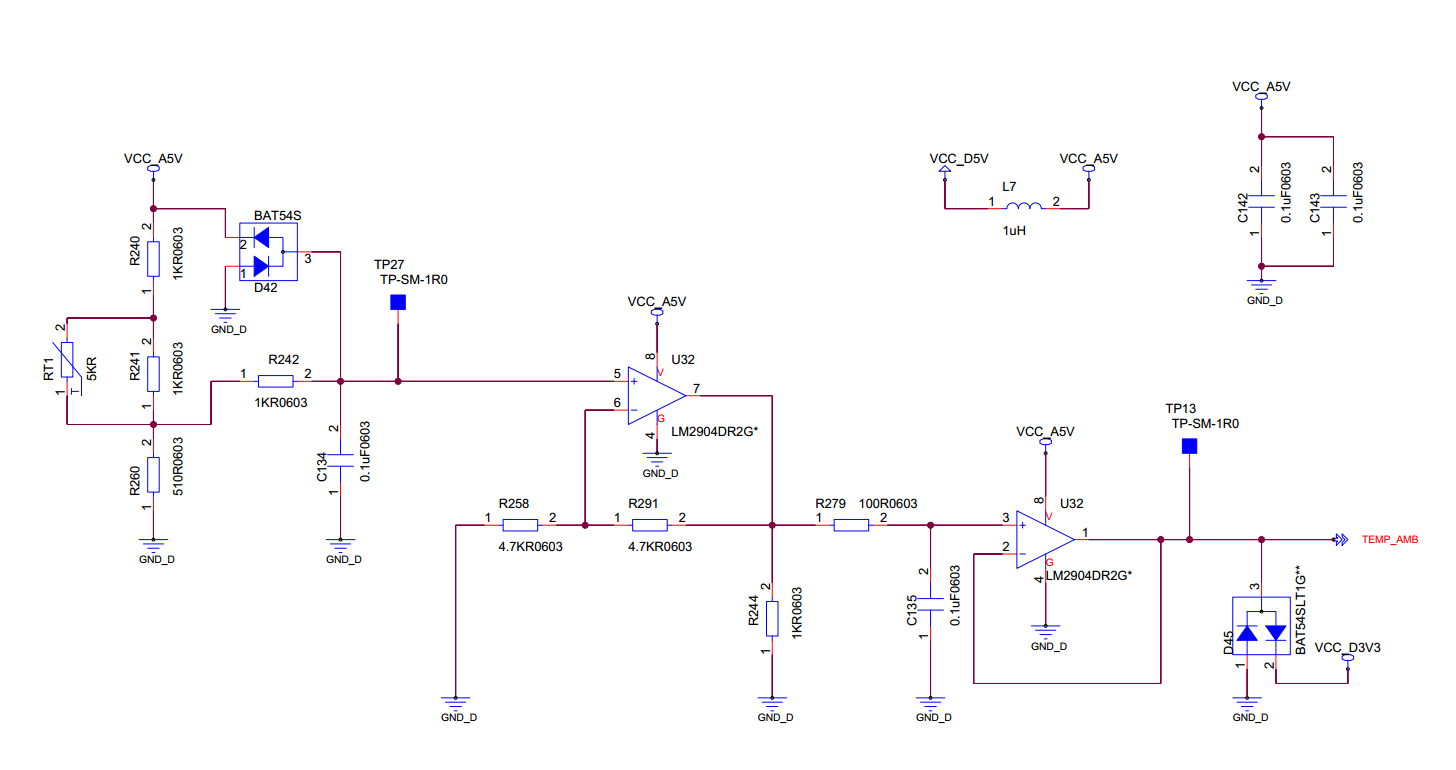 VCC_A5V
BAT54S
2
R240
1KR0603
1
2
1
3
D42
GND_D
2
RT1
5KR
T
1
2
R241
1KR0603
1
R242
1
2
1KR0603
2
R260
510R0603
1
GND_D
2
C134
0.1uF0603
1
GND_D
TP27
TP-SM-1R0
VCC_A5V
8
U32
V
5
+
6
-
7
G
4
LM2904DR2G*
GND_D
R258
1
2
4.7KR0603
R291
1
2
4.7KR0603
GND_D
2
R244
1KR0603
1
GND_D
R279
100R0603
1
2
2
C135
0.1uF0603
1
GND_D
VCC_D5V
VCC_A5V
L7
1
2
1uH
VCC_A5V
2
C142
0.1uF0603
1
2
C143
0.1uF0603
1
GND_D
VCC_A5V
8
U32
V
3
+
2
-
1
G
4
LM2904DR2G*
GND_D
TP13
TP-SM-1R0
TEMP_AMB
3
D45
BAT54SLT1G**
1
2
VCC_D3V3
GND_D